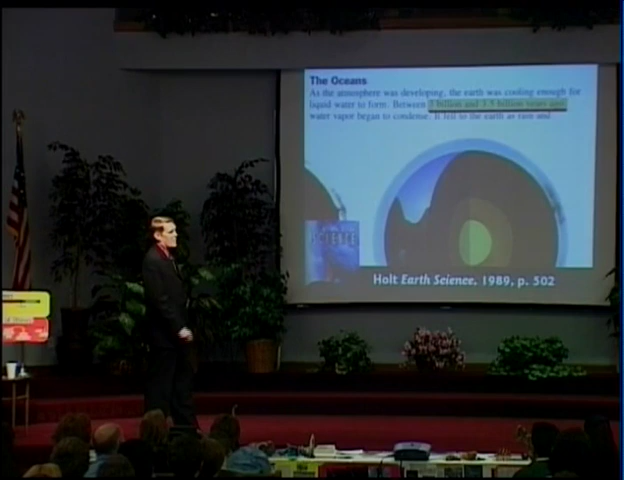 The Oceans
As the atmosphere was developing, the earth was cooling enough for
liquid water to form. Between 3 billion and 3.5 billion years ago,
water vapor began to condense. It fell to the earth as rain and
SCIENCE
Holt Earth Science, 1989, p. 502